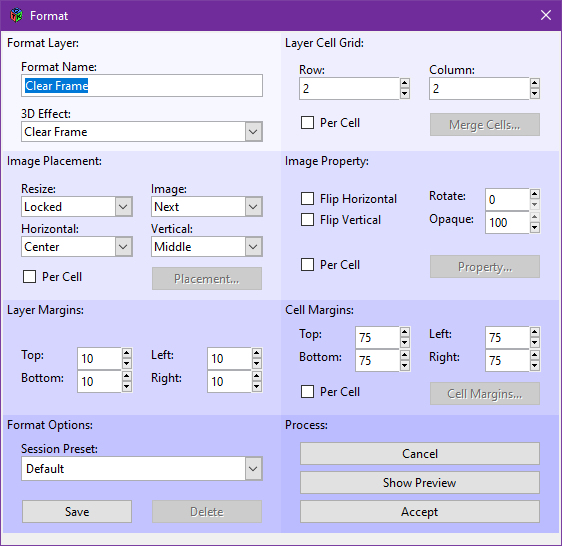 Format
Format Layer:
Format Name:
Clear Frame
3D Effect:
Clear Frame
Layer Cell Grid:
Row: Column:
2 2
Per Cell Merge Cells...
Image Placement:
Resize: Image:
Locked Next
Horizontal: Vertical:
Center Middle
Per Cell Placement...
Image Property:
Flip Horizontal Rotate: 0
Flip Vertical Opaque: 100
Per Cell Property...
Layer Margins:
Top: 10 Left: 10
Bottom: 10 Right: 10
Cell Margins:
Top: 75 Left: 75
Bottom: 75 Right: 75
Per Cell Cell Margins...
Format Options:
Session Preset:
Default
Save Delete
Process:
Cancel
Show Preview
Accept